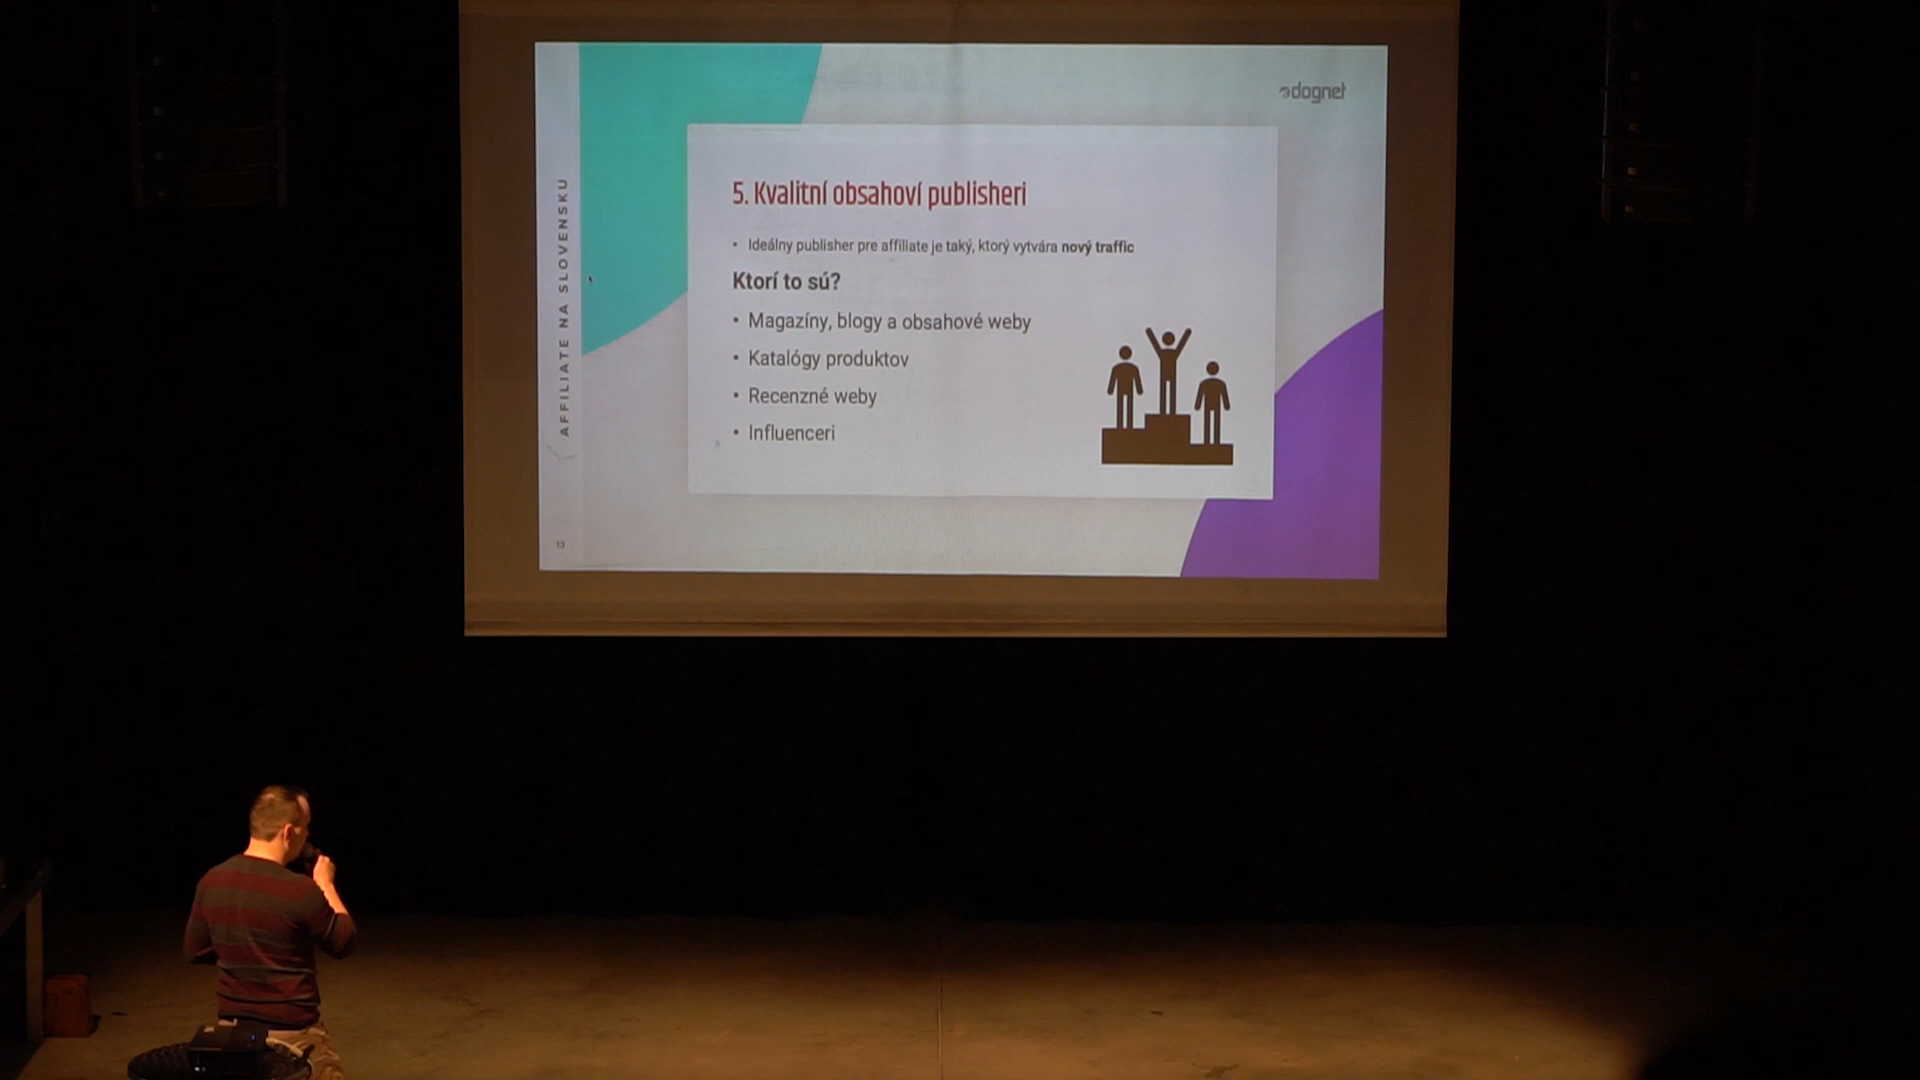 dognet
AFFILIATE NA SLOVENSKU
5. Kvalitní obsahoví publisheri
• Ideálny publisher pre affiliate je taký, ktorý vytvára nový traffic
Ktorí to sú?
• Magazíny, blogy a obsahové weby
• Katalógy produktov
• Recenzné weby
• Influenceri
13